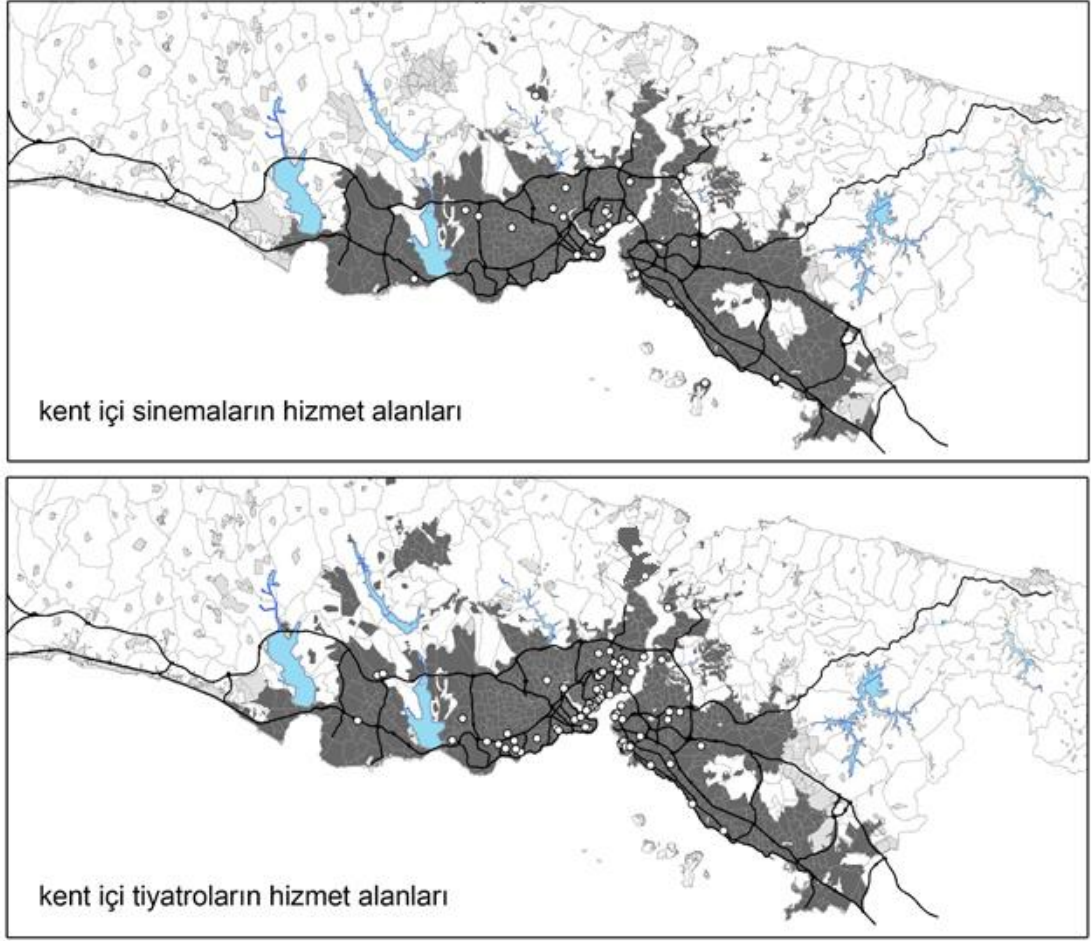 kent içi sinemaların hizmet alanları
kent içi tiyatroların hizmet alanları